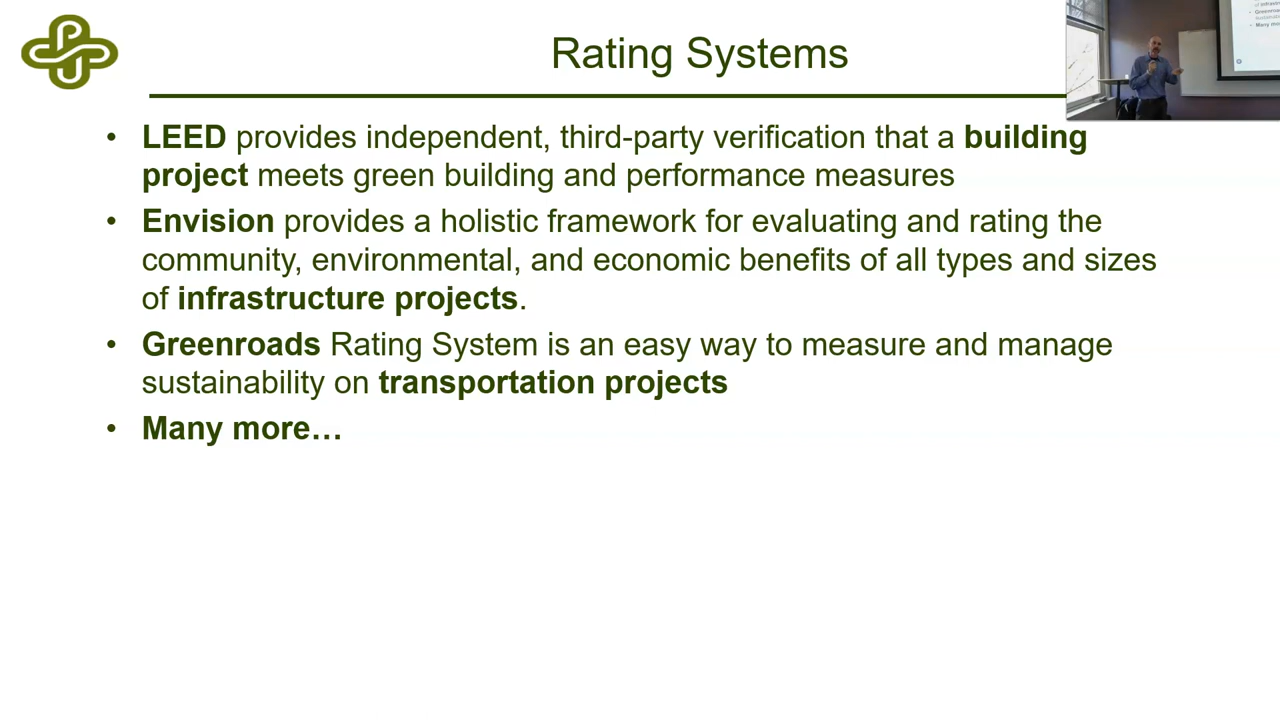 Rating Systems
• LEED provides independent, third-party verification that a building
project meets green building and performance measures
• Envision provides a holistic framework for evaluating and rating the
community, environmental, and economic benefits of all types and sizes
of infrastructure projects.
• Greenroads Rating System is an easy way to measure and manage
sustainability on transportation projects
• Many more…